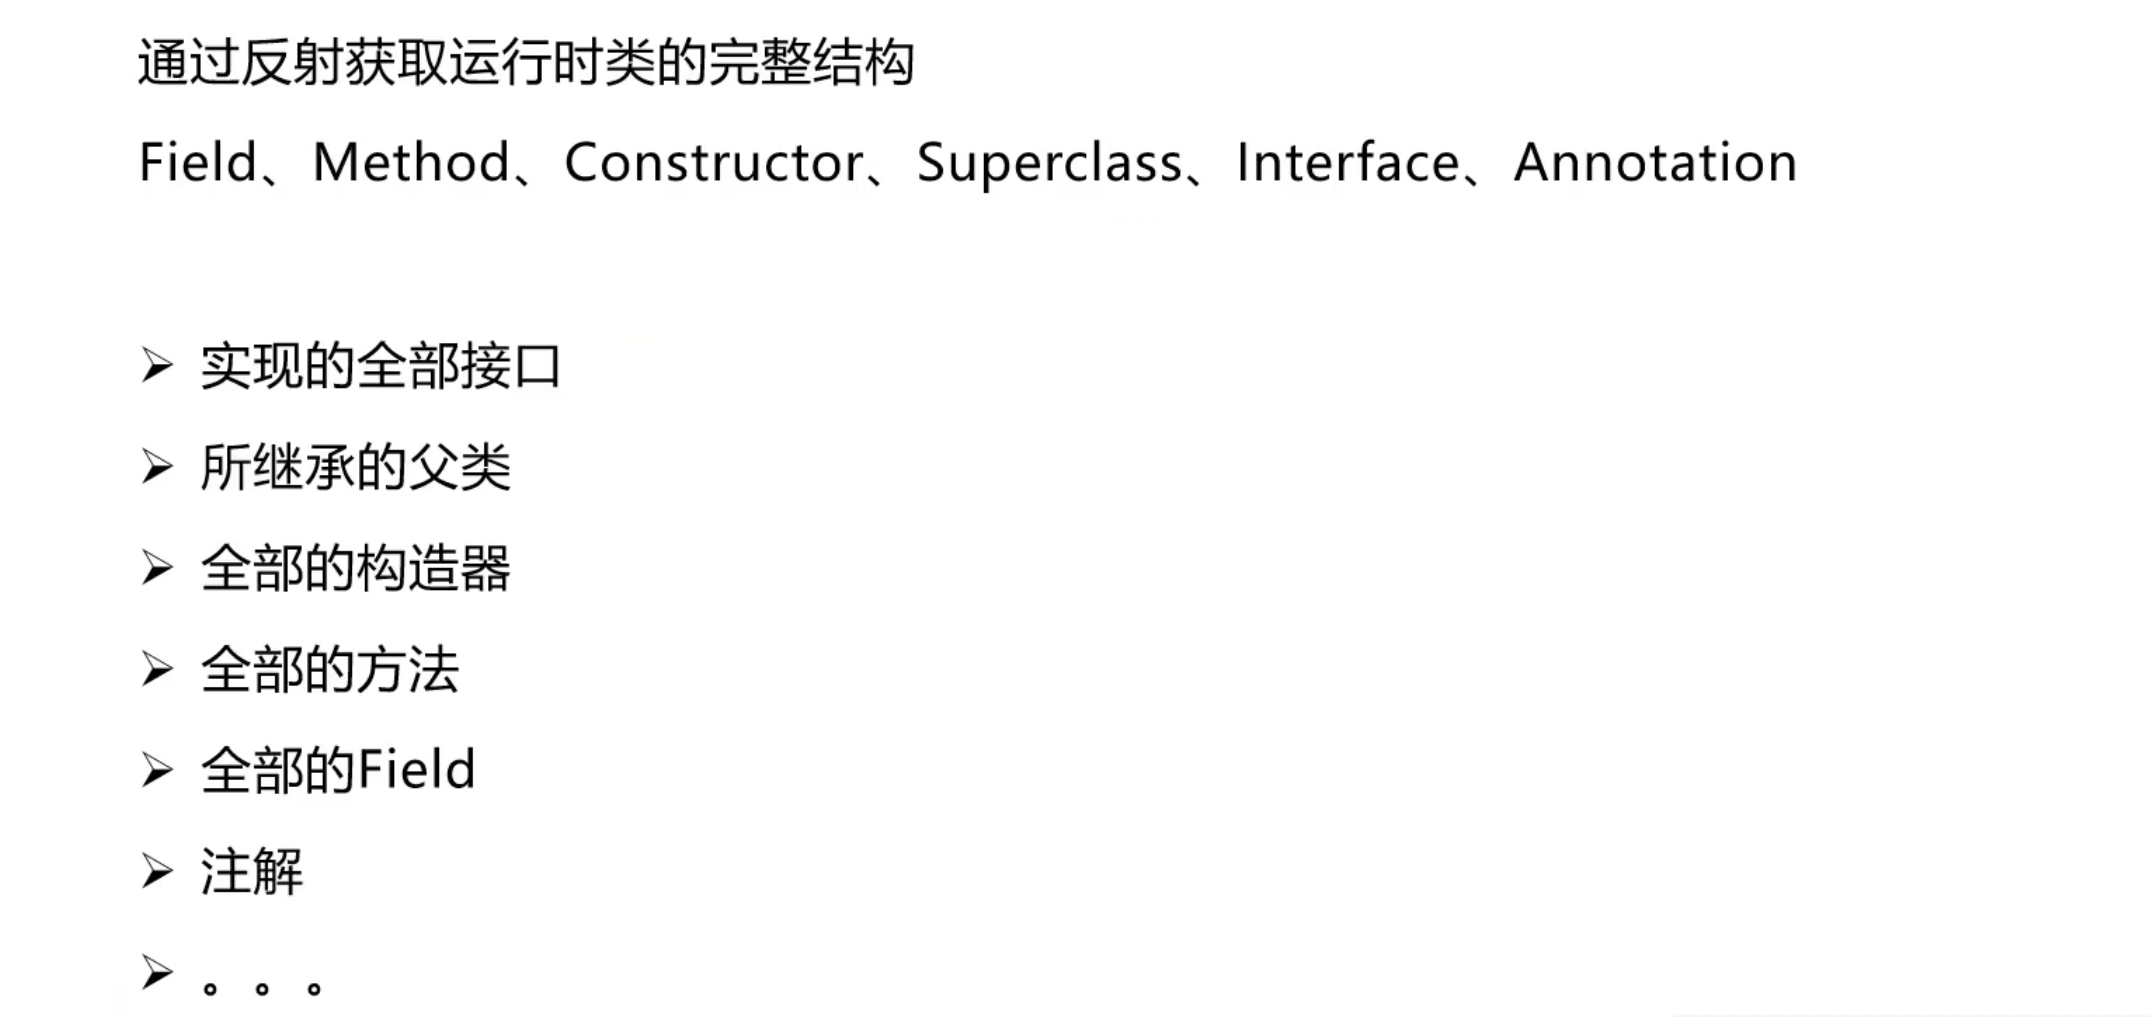 通过反射获取运行时类的完整结构
Field、Method、Constructor、Superclass、Interface、Annotation
➢ 实现的全部接口
➢ 所继承的父类
➢ 全部的构造器
➢ 全部的方法
➢ 全部的Field
➢ 注解
➢ 。。。